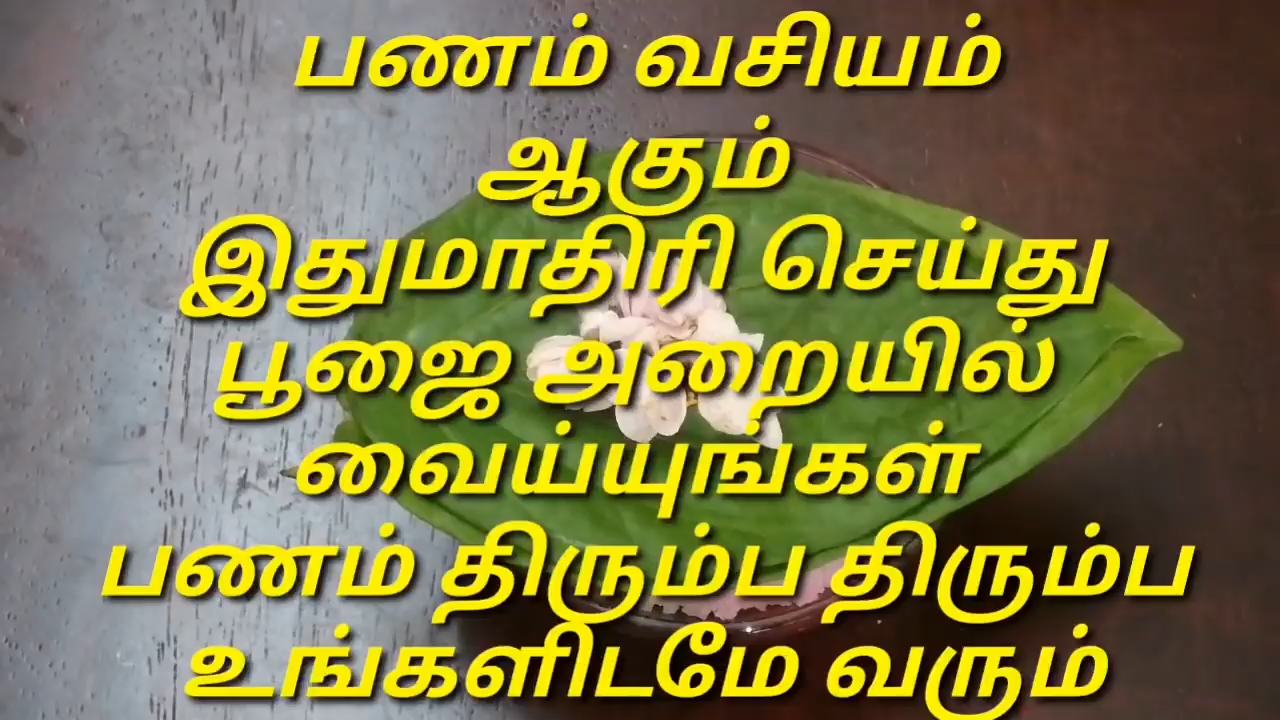 பணம் வசியம்
ஆகும்
இதுமாதிரி செய்து
பூஜை அறையில்
வைய்யுங்கள்
பணம் திரும்ப திரும்ப
உங்களிடமே வரும்